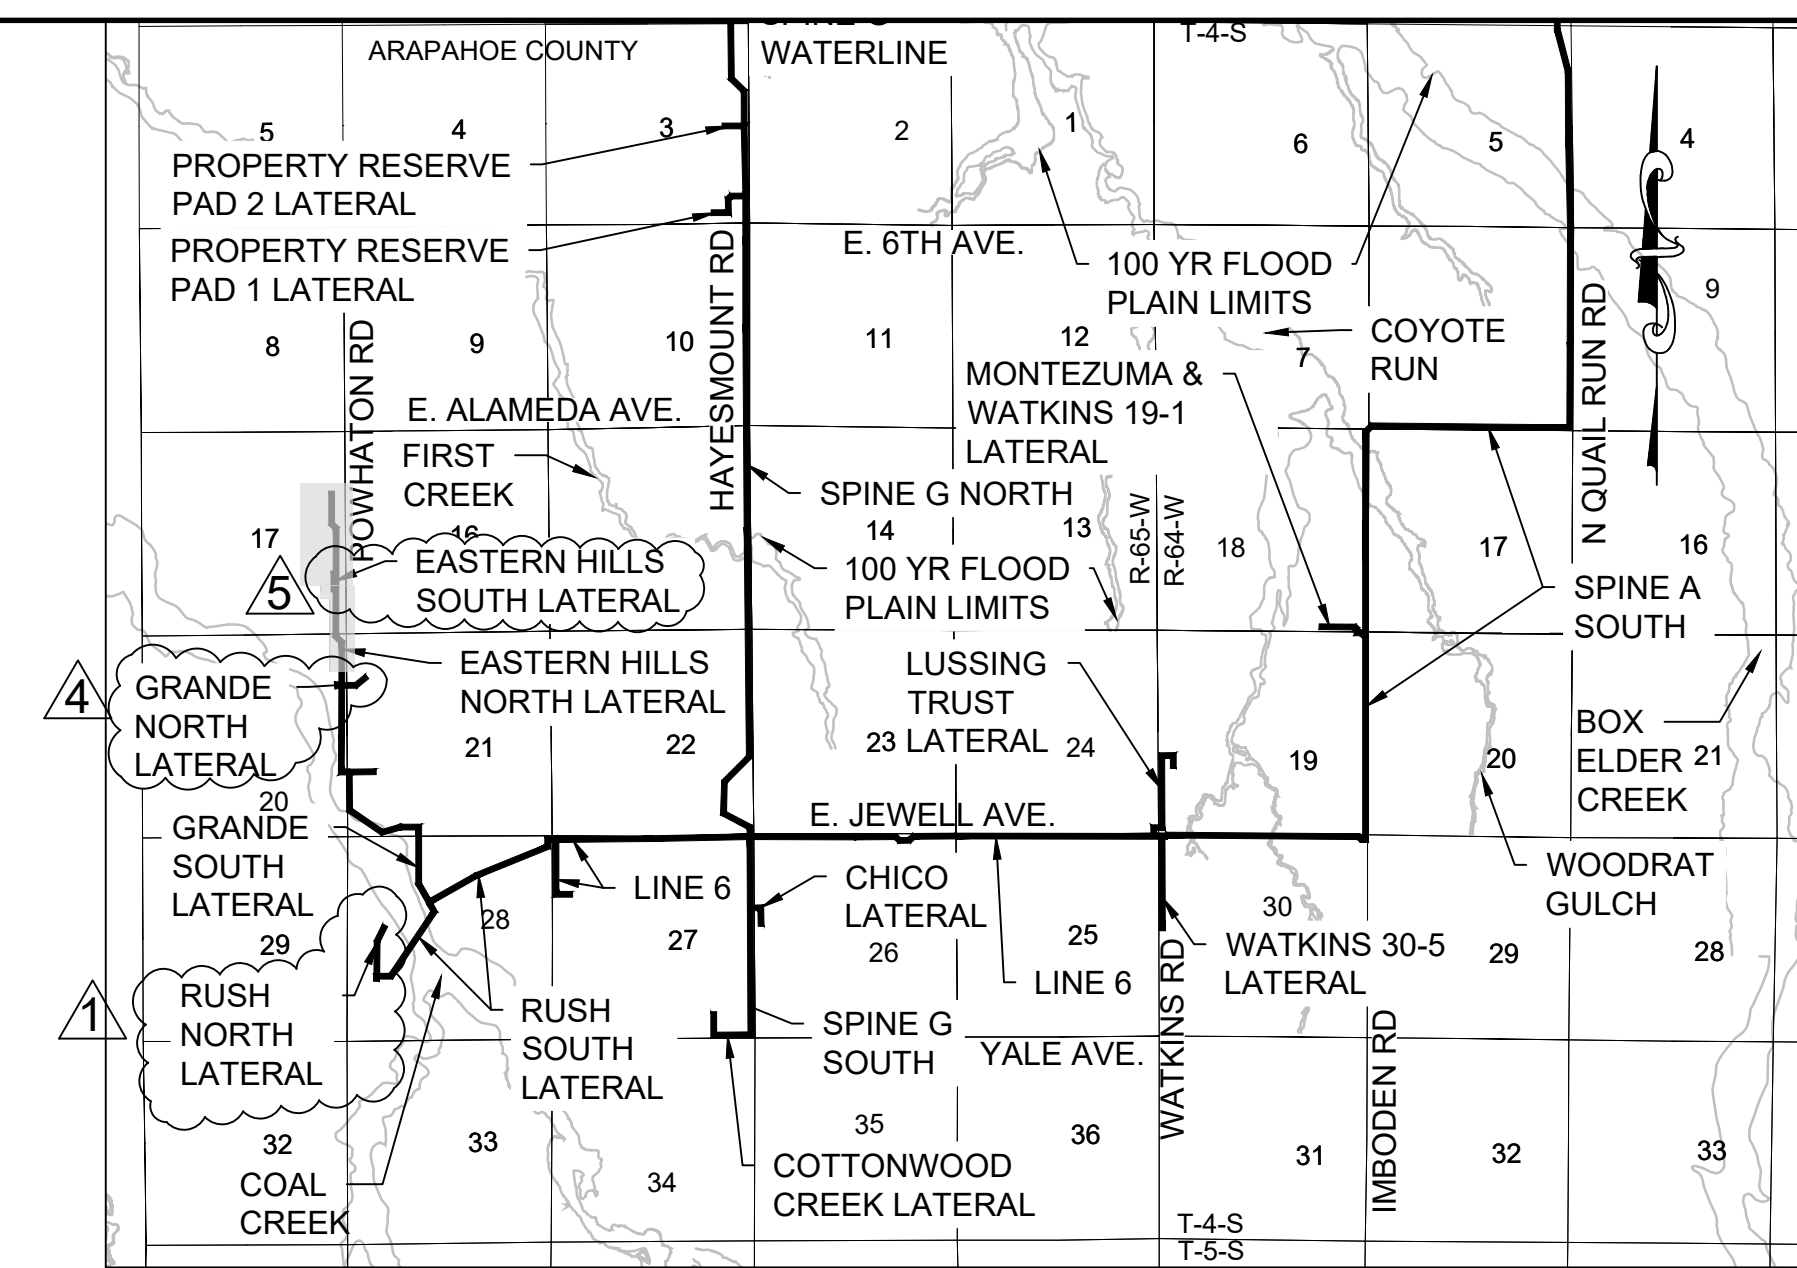 WATERLINE
T-4-S
ARAPAHOE COUNTY
5
4
3
2
1
6
5
4
PROPERTY RESERVE
PAD 2 LATERAL
PROPERTY RESERVE
PAD 1 LATERAL
E. 6TH AVE.
100 YR FLOOD
PLAIN LIMITS
HAYESMOUNT RD
N QUAIL RUN RD
9
COYOTE
RUN
8
9
10
11
12
7
POWHATON RD
MONTEZUMA &
WATKINS 19-1
LATERAL
E. ALAMEDA AVE.
FIRST
CREEK
SPINE G NORTH
R-65-W
R-64-W
17
16
14
13
18
17
16
EASTERN HILLS
SOUTH LATERAL
5
100 YR FLOOD
PLAIN LIMITS
SPINE A
SOUTH
EASTERN HILLS
NORTH LATERAL
LUSSING
TRUST
LATERAL
4
GRANDE
NORTH
LATERAL
21
22
23
24
19
20
BOX
ELDER
CREEK
21
20
GRANDE
SOUTH
LATERAL
E. JEWELL AVE.
LINE 6
CHICO
LATERAL
WOODRAT
GULCH
29
28
27
26
25
30
29
28
WATKINS 30-5
LATERAL
LINE 6
1
RUSH
NORTH
LATERAL
RUSH
SOUTH
LATERAL
SPINE G
SOUTH
YALE AVE.
WATKINS RD
IMBODEN RD
32
33
34
35
36
31
32
33
COAL
CREEK
COTTONWOOD
CREEK LATERAL
T-4-S
T-5-S